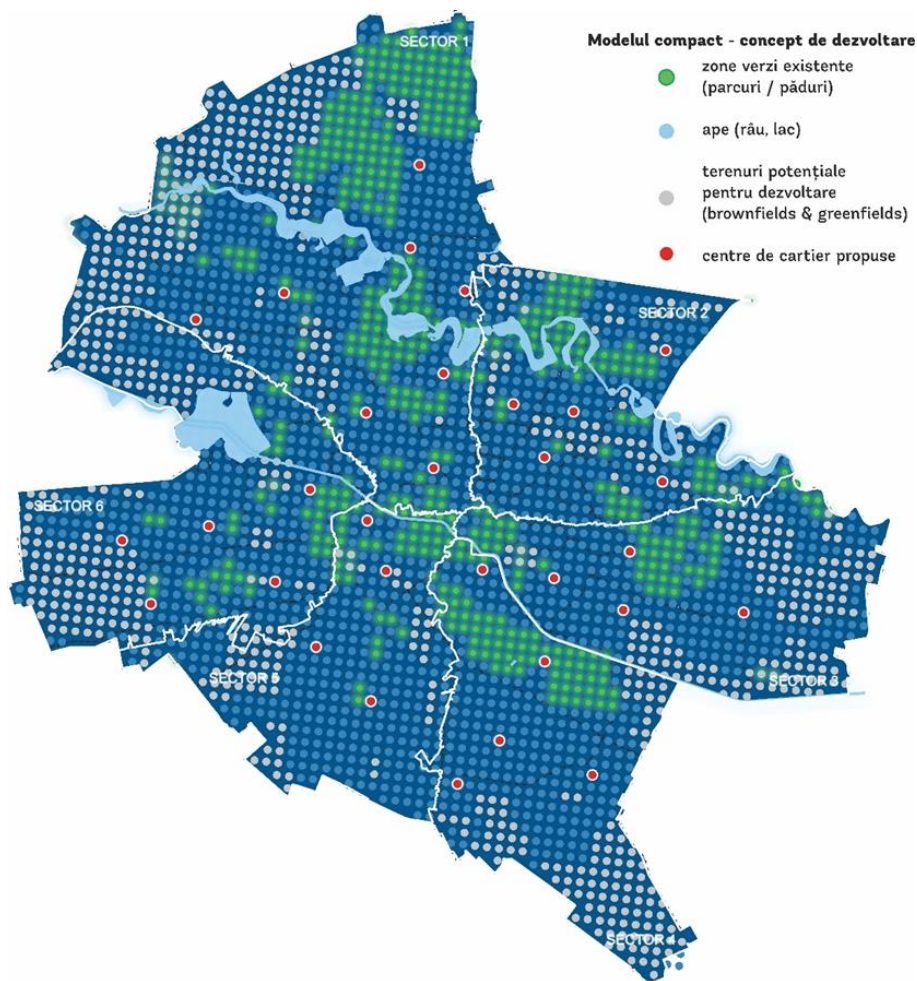 Modelul compact - concept de dezvoltare
zone verzi existente
(parcuri / păduri)
ape (râu, lac)
terenuri potențiale
pentru dezvoltare
(brownfields & greenfields)
centre de cartier propuse
SECTOR 1
SECTOR 2
SECTOR 6
SECTOR 5
SECTOR 3
SECTOR 4